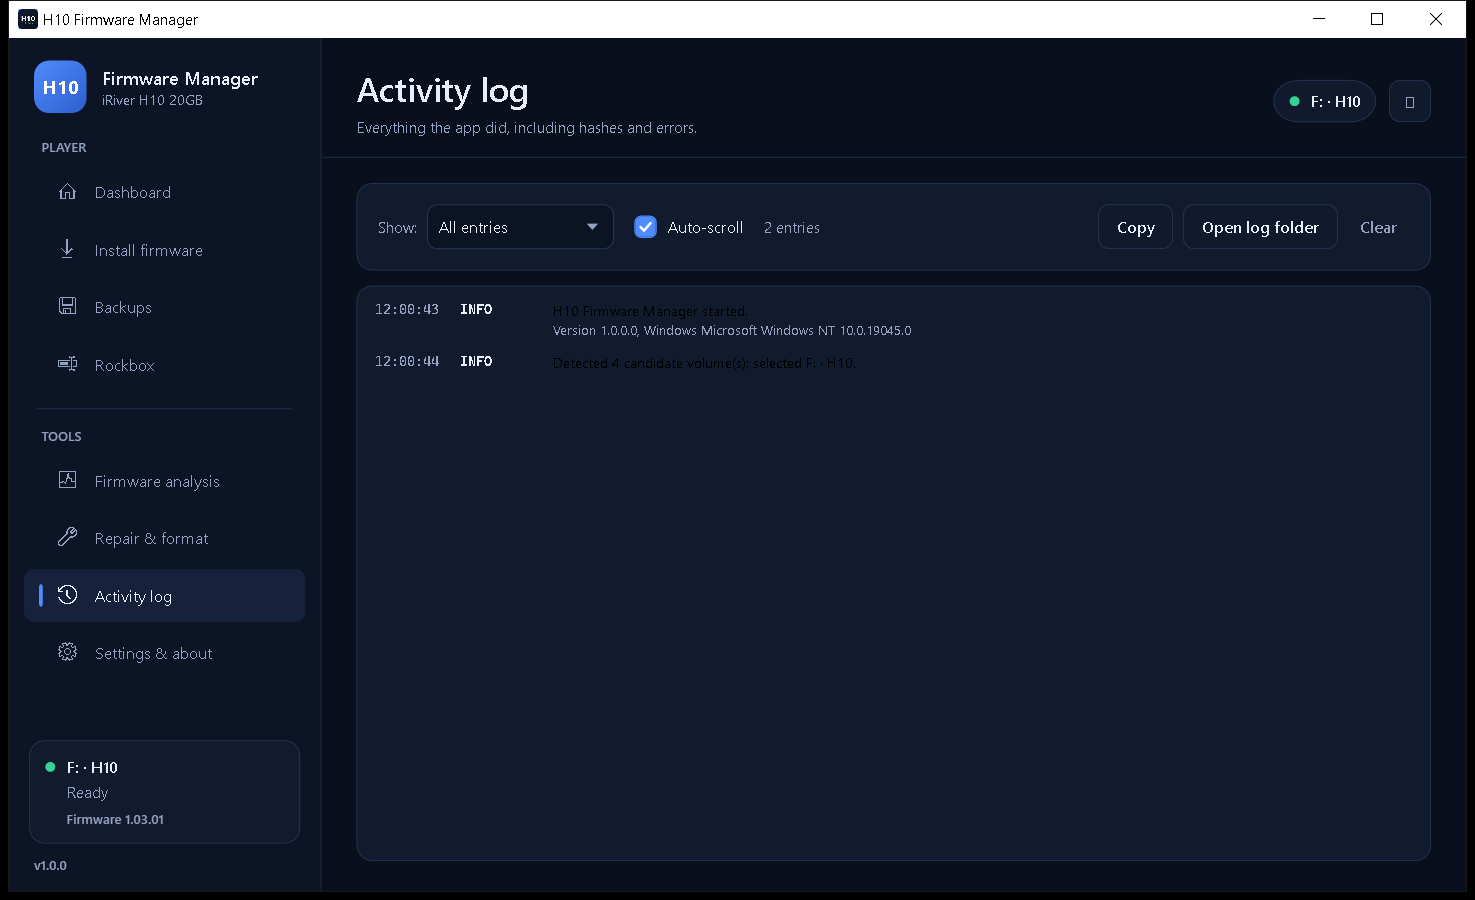 H10 H10 Firmware Manager
H10
Firmware Manager
iRiver H10 20GB
PLAYER
Dashboard
Install firmware
Backups
Rockbox
TOOLS
Firmware analysis
Repair & format
Activity log
Settings & about
F: · H10
Ready
Firmware 1.03.01
v1.0.0
Activity log
Everything the app did, including hashes and errors.
F: · H10
Show: All entries Auto-scroll 2 entries Copy Open log folder Clear
12:00:43 INFO H10 Firmware Manager started.
Version 1.0.0.0, Windows Microsoft Windows NT 10.0.19045.0
12:00:44 INFO Detected 4 candidate volume(s); selected F: · H10.